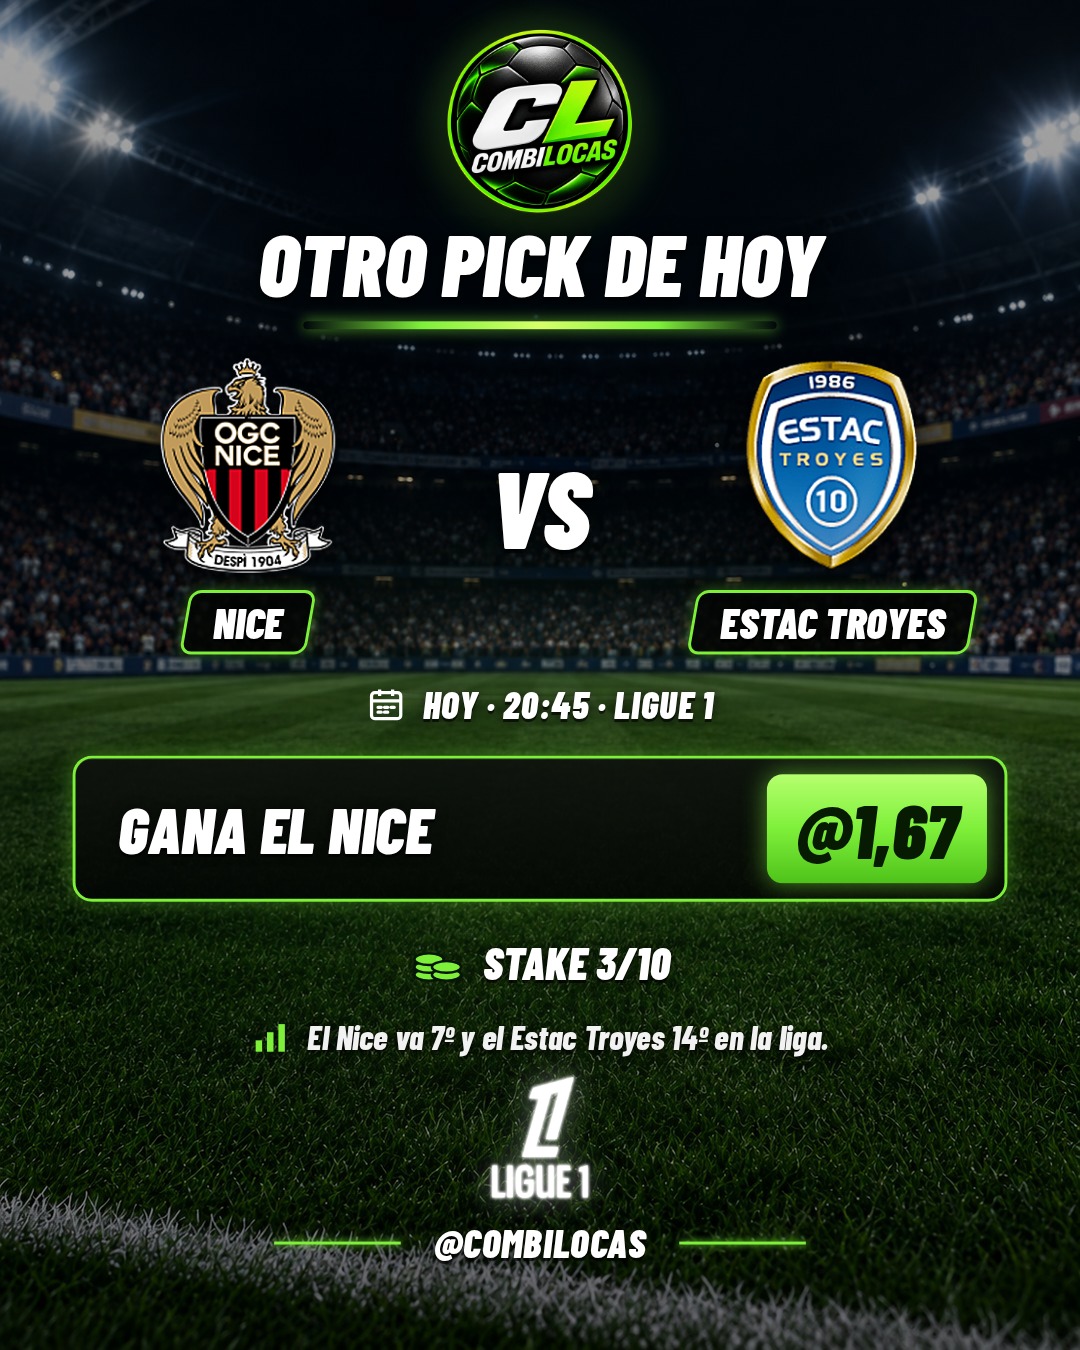 CL
COMBILOCAS
OTRO PICK DE HOY
OGC
NICE
DESPÌ 1904
1986
ESTAC
TROYES
10
VS
NICE
ESTAC TROYES
HOY · 20:45 · LIGUE 1
GANA EL NICE
@1,67
STAKE 3/10
El Nice va 7º y el Estac Troyes 14º en la liga.
LIGUE 1
@COMBILOCAS